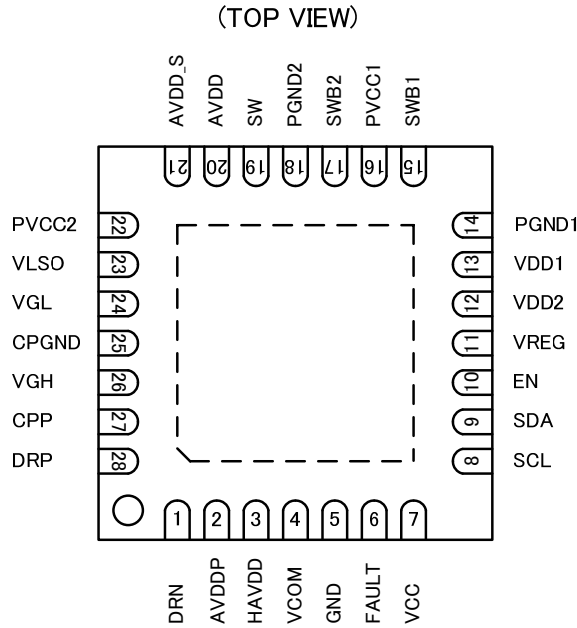 (TOP VIEW)
AVDD_S
AVDD
SW
PGND2
SWB2
PVCC1
SWB1
21
20
19
18
17
16
15
PVCC2 22
VLSO 23
VGL 24
CPGND 25
VGH 26
CPP 27
DRP 28
14 PGND1
13 VDD1
12 VDD2
11 VREG
10 EN
9 SDA
8 SCL
1
2
3
4
5
6
7
DRN
AVDDP
HAVDD
VCOM
GND
FAULT
VCC